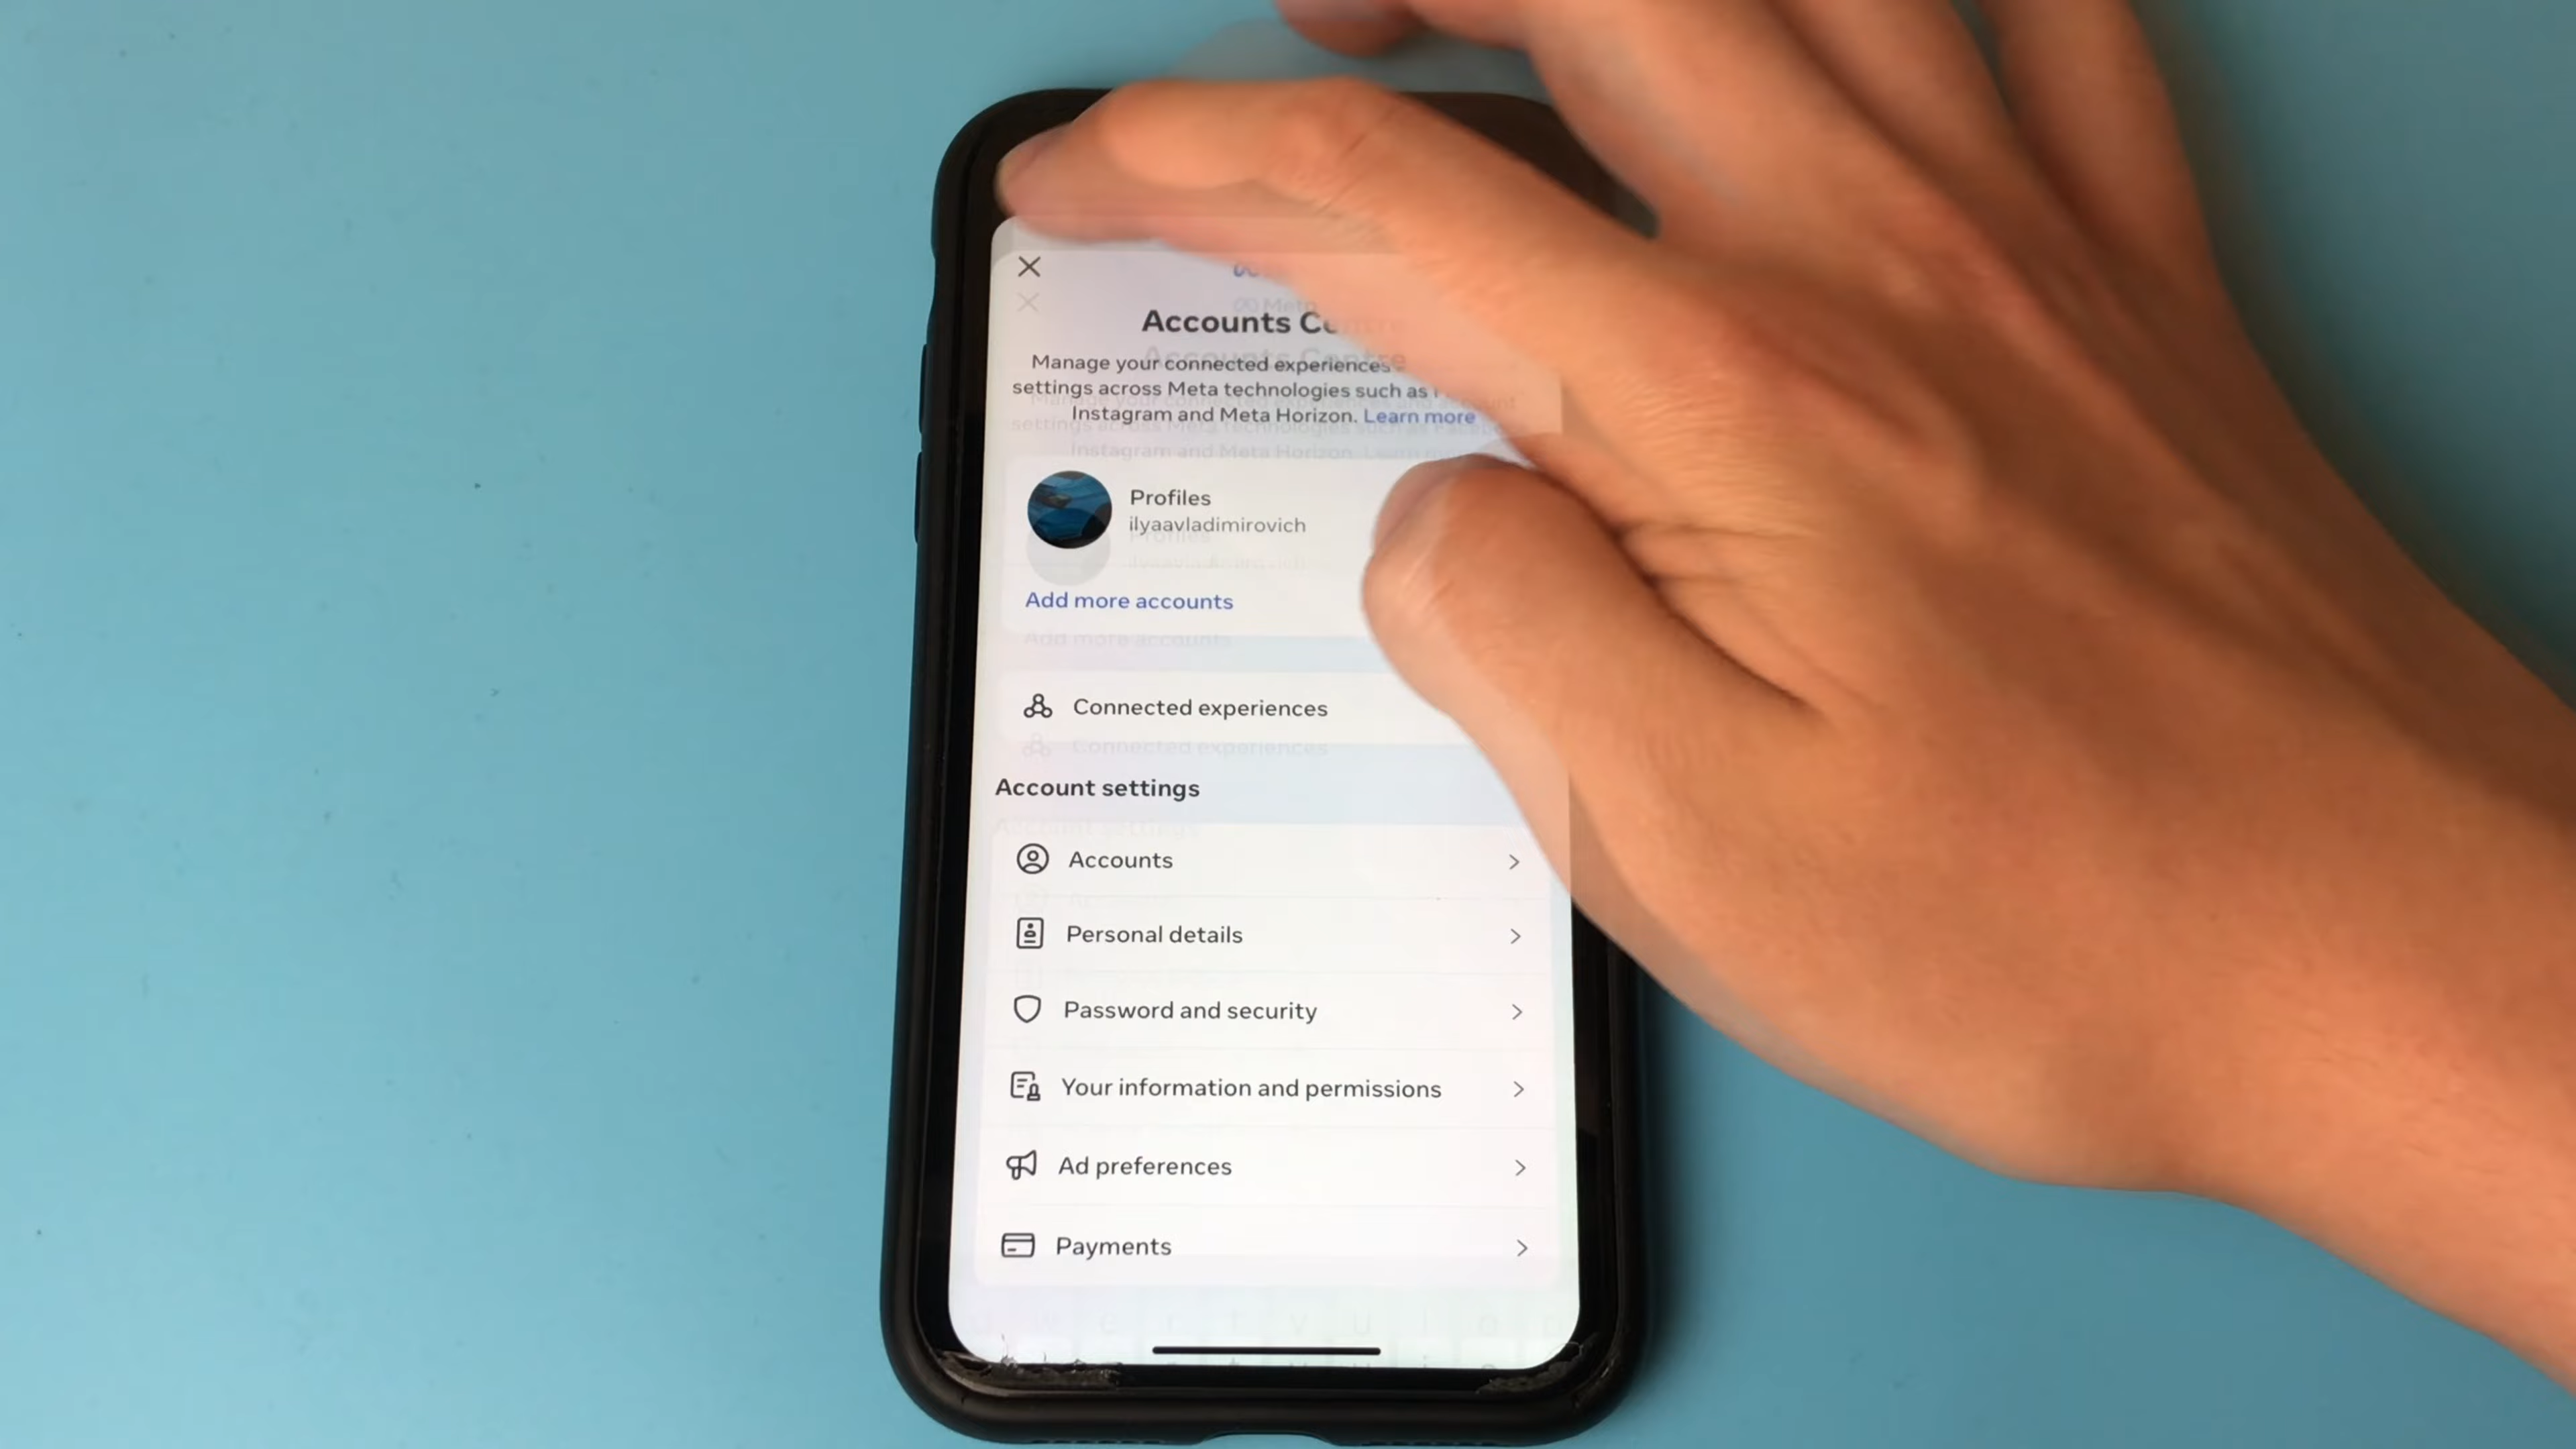 Accounts Centre
Manage your connected experiences
settings across Meta technologies such as
Instagram and Meta Horizon. Learn more
Profiles
ilyaavladimirovich
Add more accounts
Connected experiences
Account settings
Accounts
Personal details
Password and security
Your information and permissions
Ad preferences
Payments